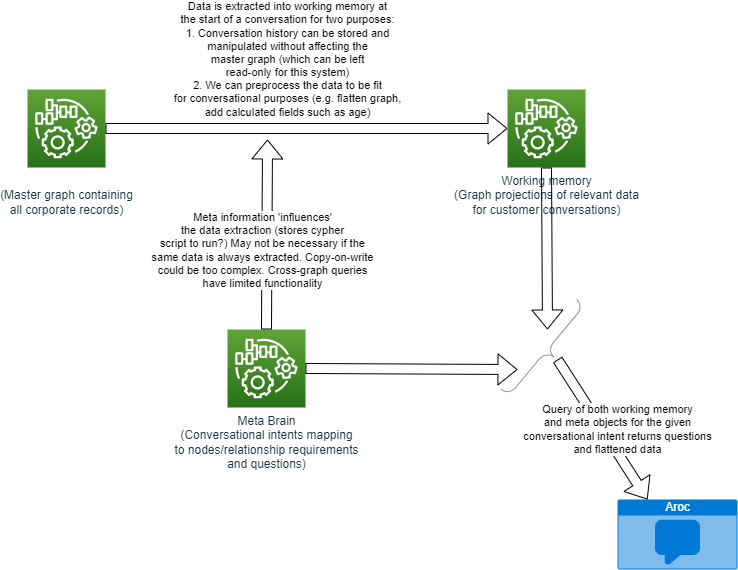 Data is extracted into working memory at
the start of a conversation for two purposes:
1. Conversation history can be stored and
manipulated without affecting the
master graph (which can be left
read-only for this system)
2. We can preprocess the data to be fit
for conversational purposes (e.g. flatten graph,
add calculated fields such as age)
(Master graph containing
all corporate records)
Working memory
(Graph projections of relevant data
for customer conversations)
Meta information 'influences'
the data extraction (stores cypher
script to run?) May not be necessary if the
same data is always extracted. Copy-on-write
could be too complex. Cross-graph queries
have limited functionality
Meta Brain
(Conversational intents mapping
to nodes/relationship requirements
and questions)
Query of both working memory
and meta objects for the given
conversational intent returns questions
and flattened data
Aroc